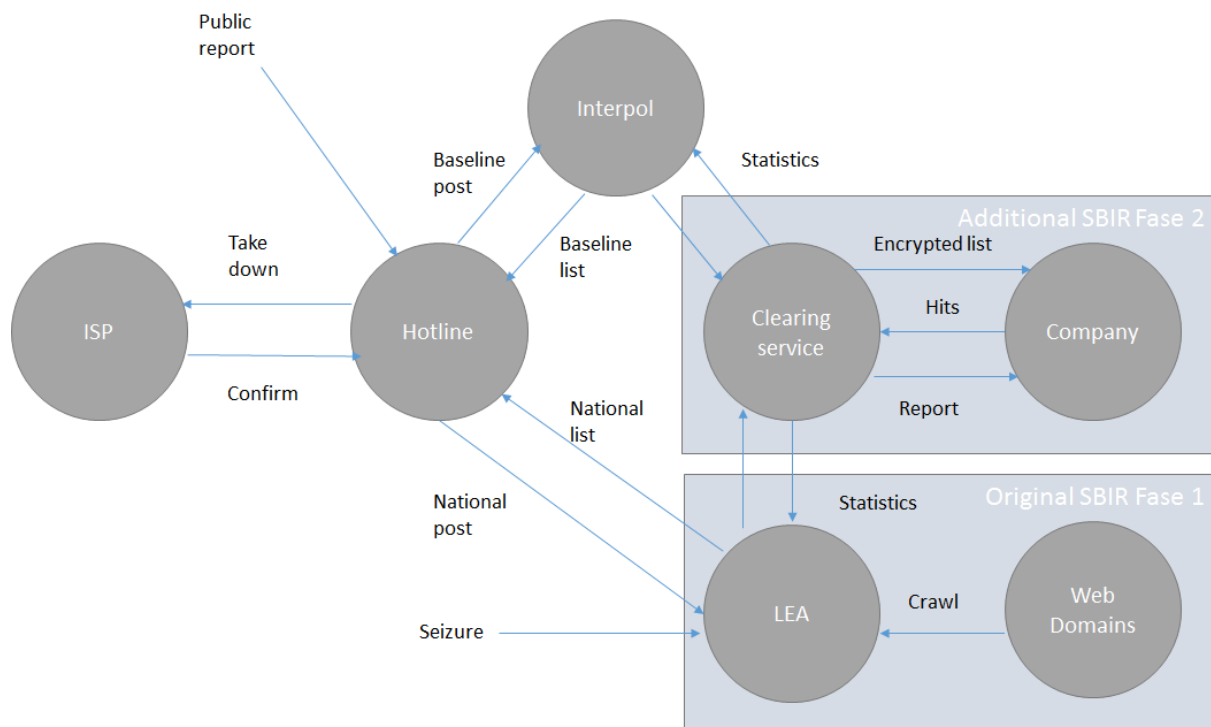 Public
report
Interpol
Baseline
post
Statistics
Additional SBIR Fase 2
Take
down
Baseline
list
Encrypted list
ISP
Hotline
Clearing
service
Hits
Company
Confirm
National
list
Report
National
post
Original SBIR Fase 1
Statistics
LEA
Crawl
Web
Domains
Seizure